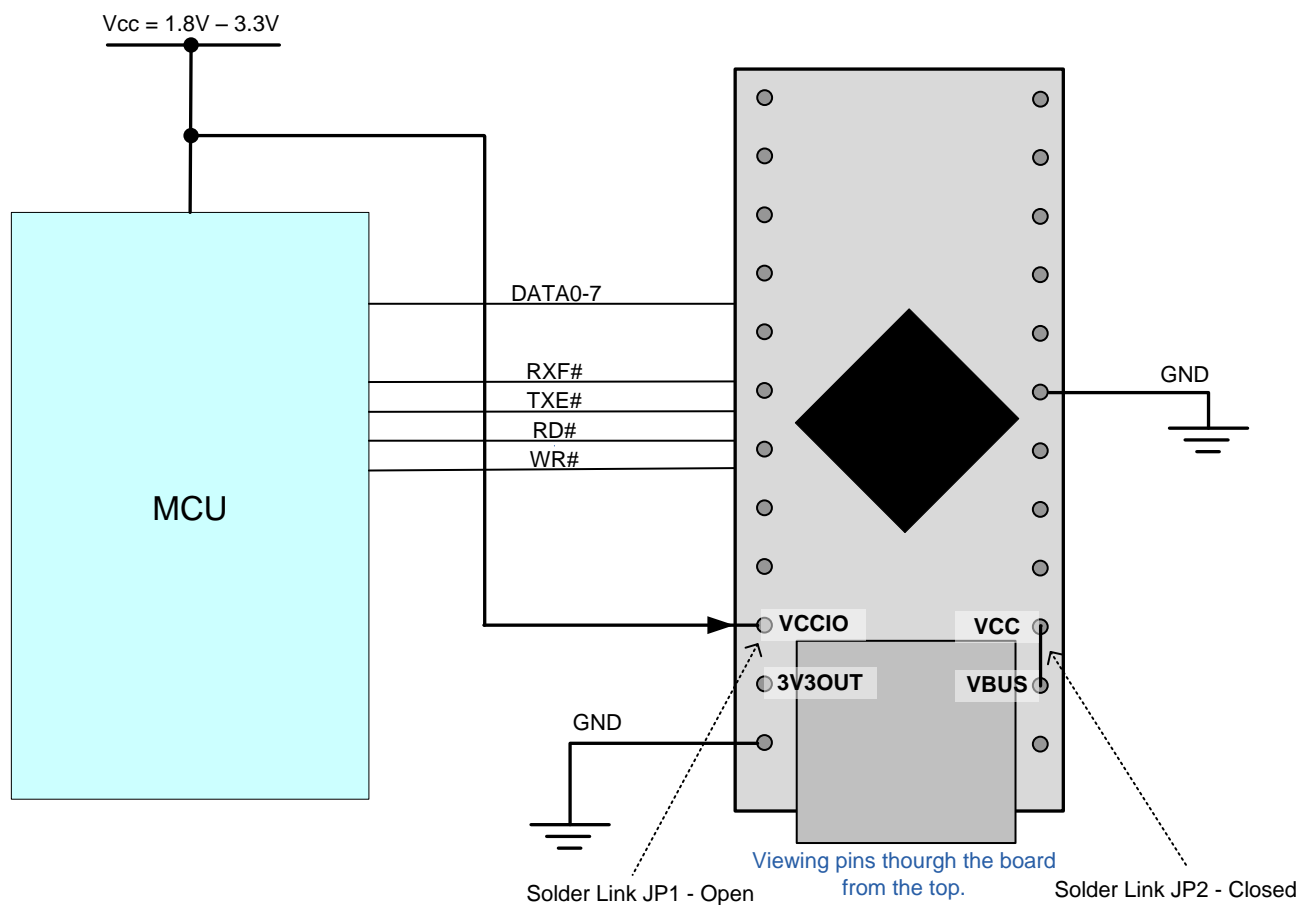 Vcc = 1.8V – 3.3V
DATA0-7
RXF#
TXE#
RD#
WR#
MCU
GND
VCCIO
VCC
3V3OUT
VBUS
GND
Viewing pins thourgh the board
from the top.
Solder Link JP1 - Open
Solder Link JP2 - Closed